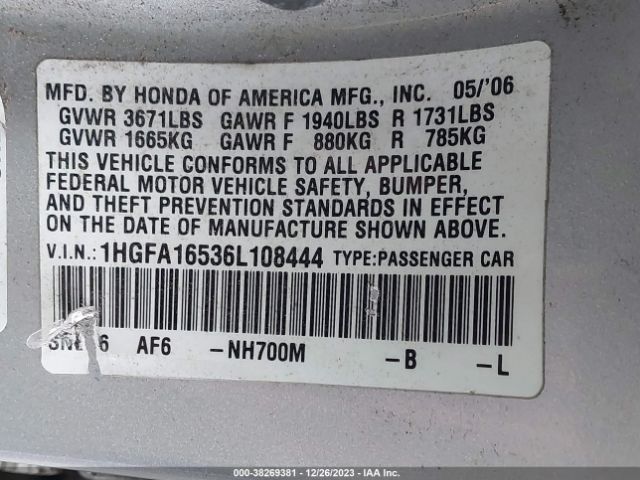 MFD. BY HONDA OF AMERICA MFG., INC. 05/'06
GVWR 3671LBS GAWR F 1940LBS R 1731LBS
GVWR 1665KG GAWR F 880KG R 785KG
THIS VEHICLE CONFORMS TO ALL APPLICABLE
FEDERAL MOTOR VEHICLE SAFETY, BUMPER,
AND THEFT PREVENTION STANDARDS IN EFFECT
ON THE DATE OF MANUFACTURE SHOWN ABOVE.
V.I.N.: 1HGFA16536L108444 TYPE:PASSENGER CAR
AF6 -NH700M -B -L
000-38269381 - 12/26/2023 - IAA Inc.